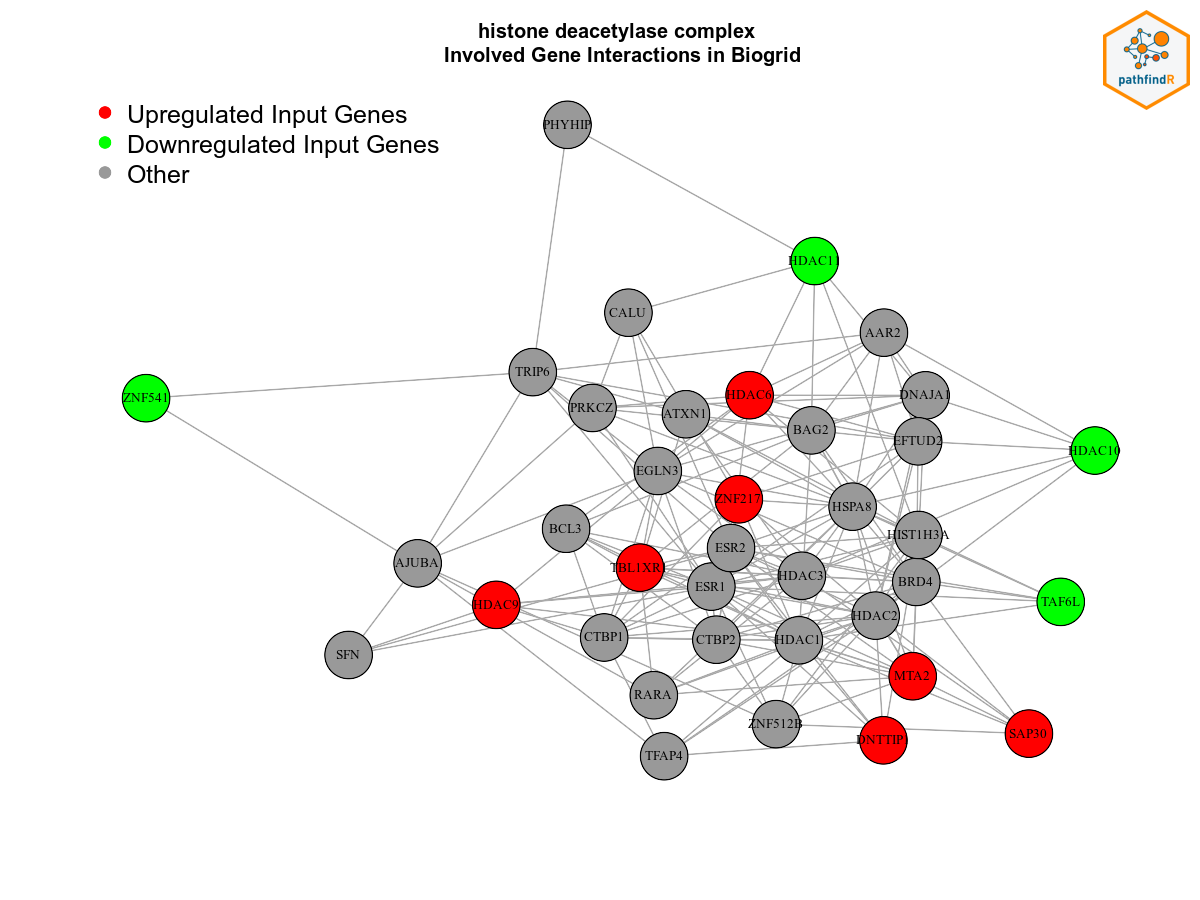 histone deacetylase complex
Involved Gene Interactions in Biogrid
pathfindR
Upregulated Input Genes
Downregulated Input Genes
Other
PHYHIP
HDAC11
CALU
AAR2
TRIP6
ZNF541
HDAC6
DNAJA1
PRKCZ
ATXN1
BAG2
EFTUD2
HDAC10
EGLN3
ZNF217
HSPA8
BCL3
HIST1H3A
ESR2
AJUBA
TBL1XR1
HDAC3
BRD4
ESR1
HDAC9
TAF6L
HDAC2
CTBP1
CTBP2
HDAC1
SFN
MTA2
RARA
ZNF512B
SAP30
DNTTIP1
TFAP4